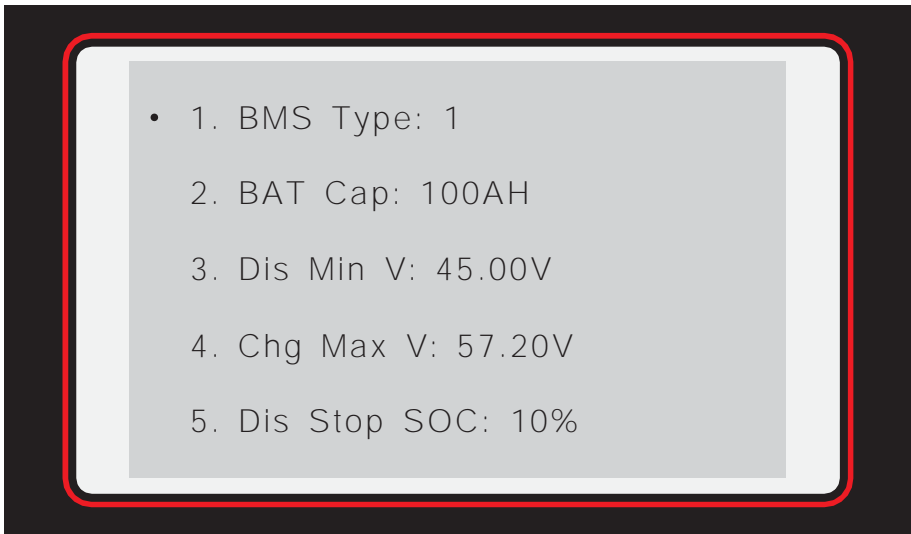 • 1. BMS Type: 1
2. BAT Cap: 100AH
3. Dis Min V: 45.00V
4. Chg Max V: 57.20V
5. Dis Stop SOC: 10%